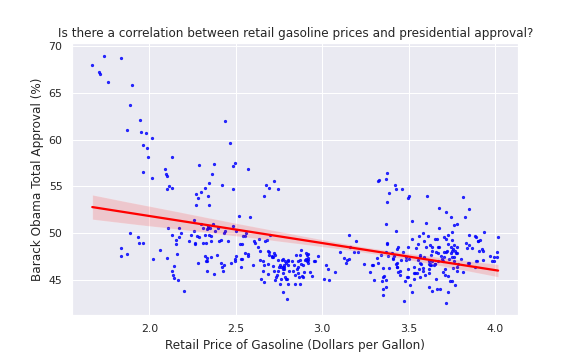 Is there a correlation between retail gasoline prices and presidential approval?
70
65
60
55
50
45
Barack Obama Total Approval (%)
2.0 2.5 3.0 3.5 4.0
Retail Price of Gasoline (Dollars per Gallon)